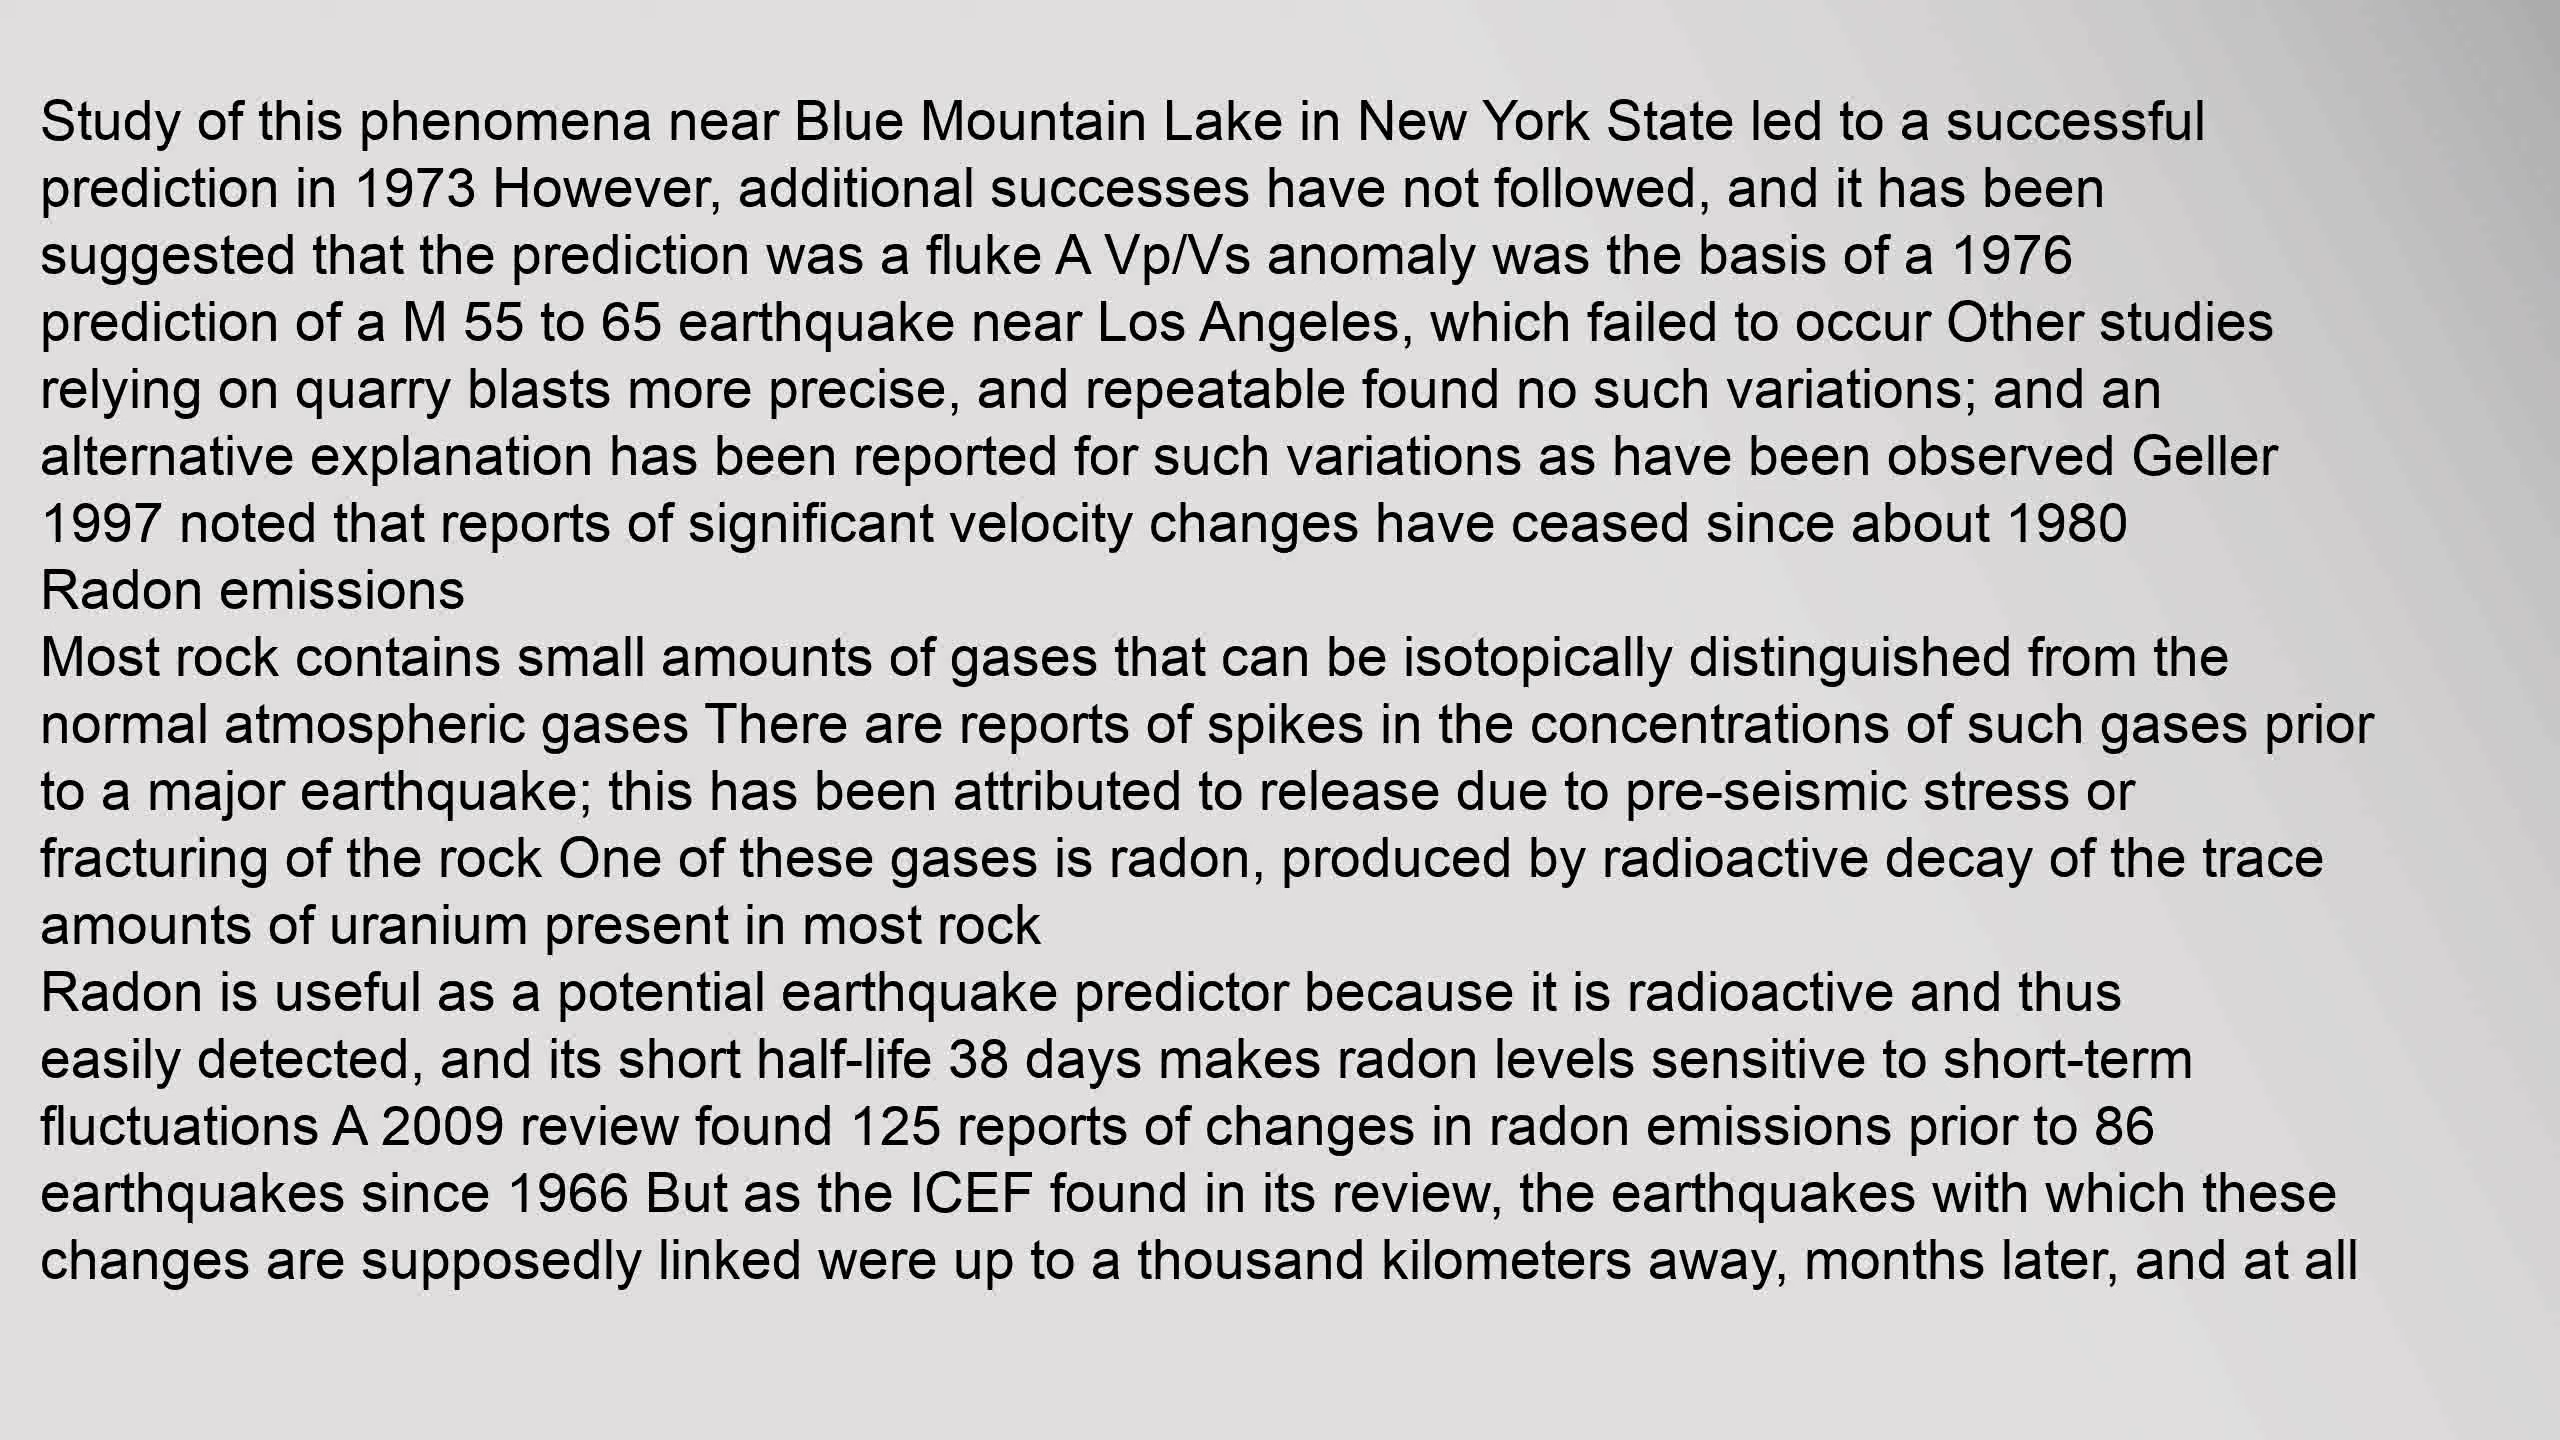 Study of this phenomena near Blue Mountain Lake in New York State led to a successful
prediction in 1973 However, additional successes have not followed, and it has been
suggested that the prediction was a fluke A Vp/Vs anomaly was the basis of a 1976
prediction of a M 55 to 65 earthquake near Los Angeles, which failed to occur Other studies
relying on quarry blasts more precise, and repeatable found no such variations; and an
alternative explanation has been reported for such variations as have been observed Geller
1997 noted that reports of significant velocity changes have ceased since about 1980
Radon emissions
Most rock contains small amounts of gases that can be isotopically distinguished from the
normal atmospheric gases There are reports of spikes in the concentrations of such gases prior
to a major earthquake; this has been attributed to release due to pre-seismic stress or
fracturing of the rock One of these gases is radon, produced by radioactive decay of the trace
amounts of uranium present in most rock
Radon is useful as a potential earthquake predictor because it is radioactive and thus
easily detected, and its short half-life 38 days makes radon levels sensitive to short-term
fluctuations A 2009 review found 125 reports of changes in radon emissions prior to 86
earthquakes since 1966 But as the ICEF found in its review, the earthquakes with which these
changes are supposedly linked were up to a thousand kilometers away, months later, and at all